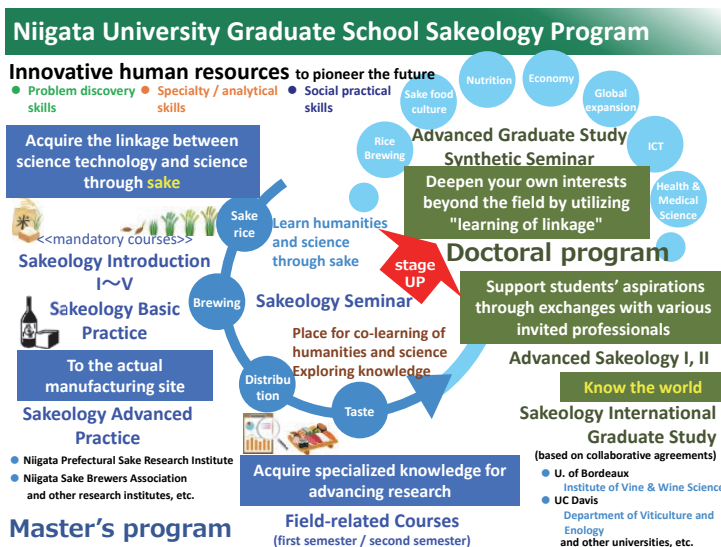 Niigata University Graduate School Sakeology Program
Innovative human resources to pioneer the future
● Problem discovery skills
● Specialty / analytical skills
● Social practical skills
Acquire the linkage between
science technology and science
through sake
<<mandatory courses>>
Sakeology Introduction
I～V
Sakeology Basic
Practice
To the actual
manufacturing site
Sakeology Advanced
Practice
● Niigata Prefectural Sake Research Institute
● Niigata Sake Brewers Association
and other research institutes, etc.
Master's program
Sake
rice
Brewing
Distribu
tion
Taste
Learn humanities
and science
through sake
Sakeology Seminar
Place for co-learning of
humanities and science
Exploring knowledge
Acquire specialized knowledge for
advancing research
Field-related Courses
(first semester / second semester)
stage
UP
Rice
Brewing
Sake food
culture
Nutrition
Economy
Global
expansion
ICT
Health &
Medical
Science
Advanced Graduate Study
Synthetic Seminar
Deepen your own interests
beyond the field by utilizing
"learning of linkage"
Doctoral program
Support students' aspirations
through exchanges with various
invited professionals
Advanced Sakeology I, II
Know the world
Sakeology International
Graduate Study
(based on collaborative agreements)
● U. of Bordeaux
Institute of Vine & Wine Science
● UC Davis
Department of Viticulture and
Enology
and other universities, etc.